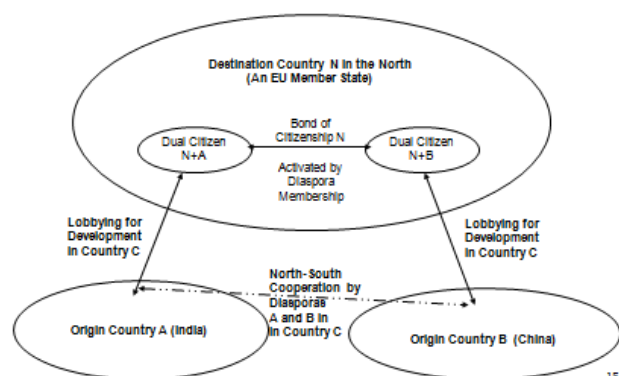 Destination Country N in the North
(An EU Member State)
Bond of
Citizenship N
Dual Citizen
N+A
Dual Citizen
N+B
Activated by
Diaspora
Membership
Lobbying for
Development
in Country C
Lobbying for
Development
in Country C
North-South
Cooperation by
Diasporas
A and B in
in Country C
Origin Country A (India)
Origin Country B (China)